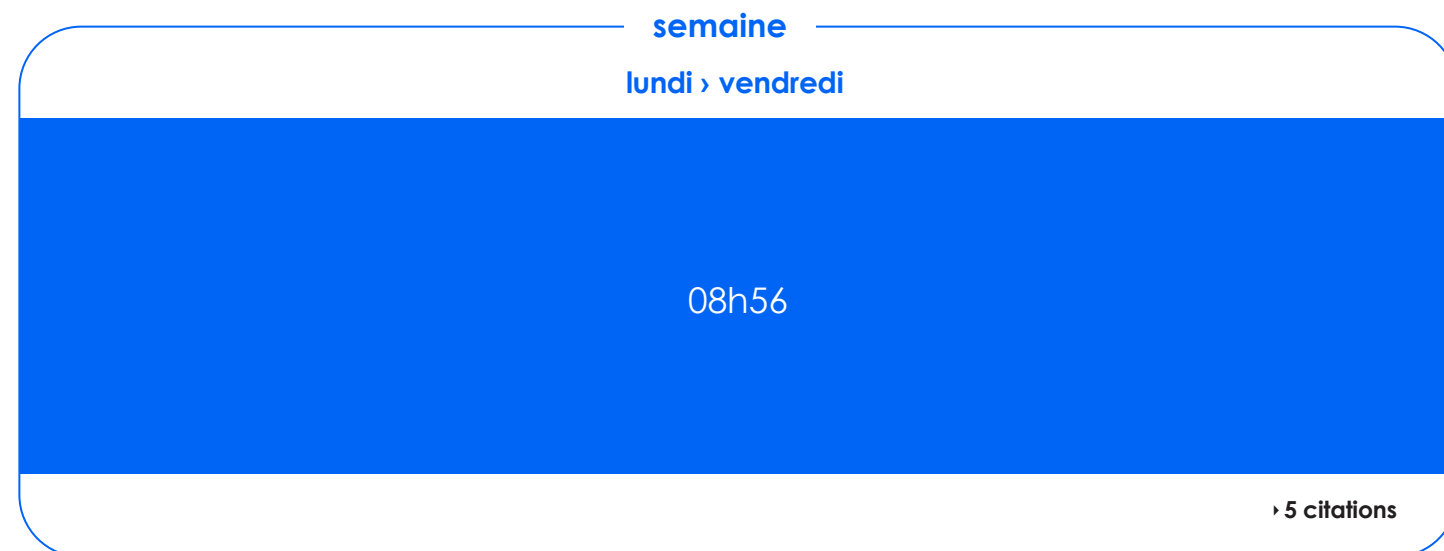 semaine
lundi › vendredi
08h56
‣ 5 citations